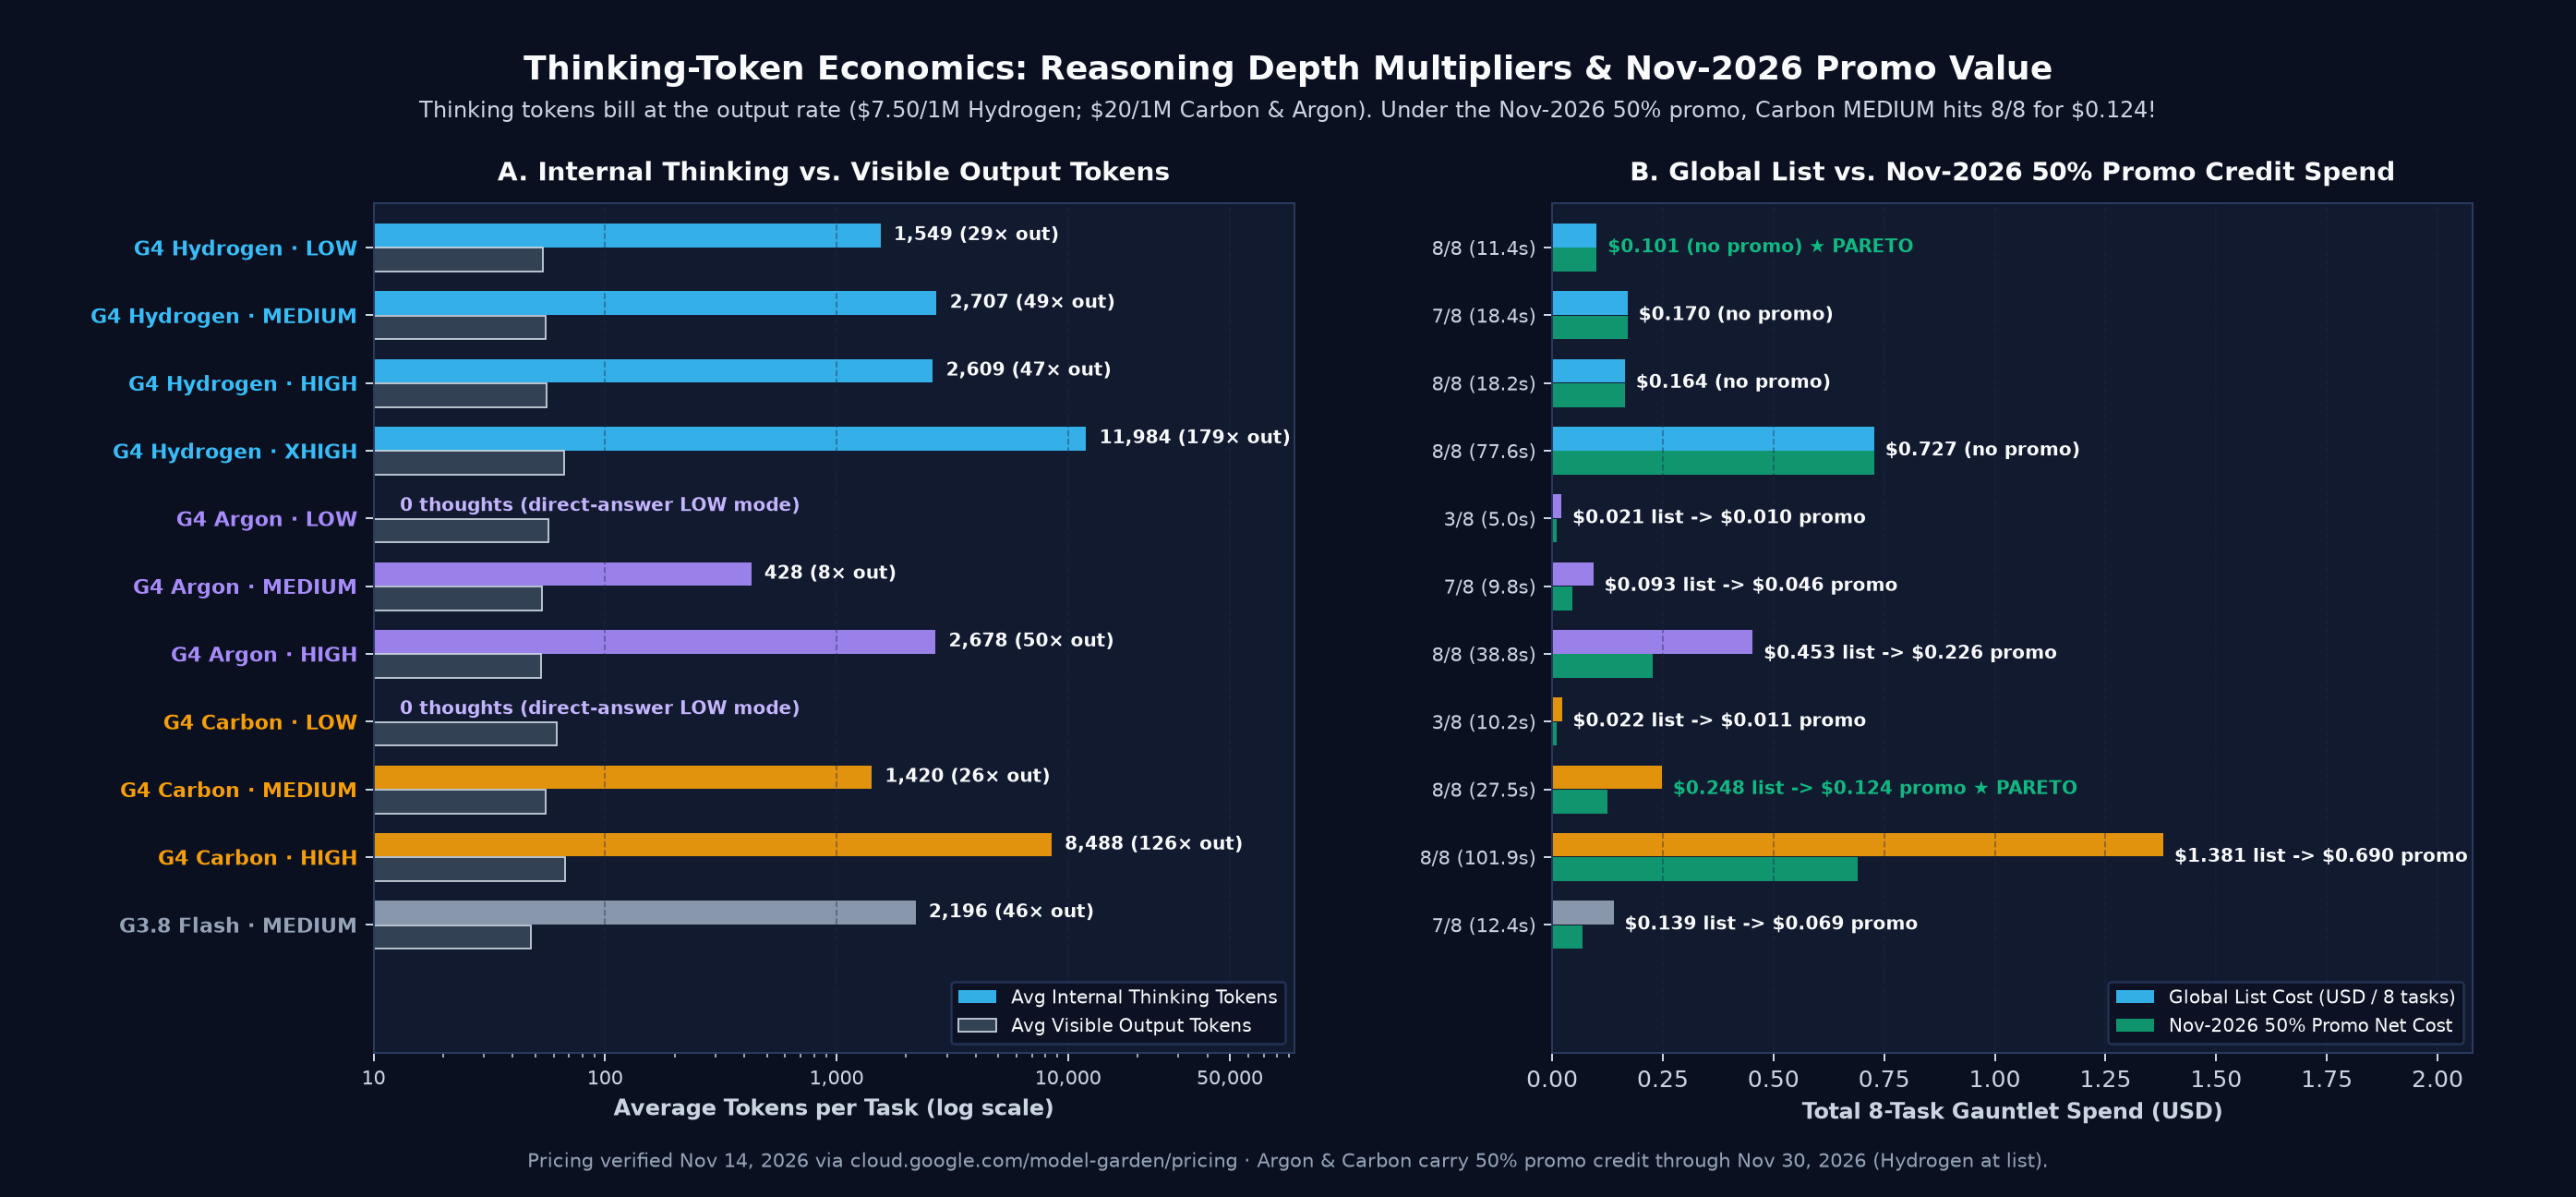 Thinking-Token Economics: Reasoning Depth Multipliers & Nov-2026 Promo Value
Thinking tokens bill at the output rate ($7.50/1M Hydrogen; $20/1M Carbon & Argon). Under the Nov-2026 50% promo, Carbon MEDIUM hits 8/8 for $0.124!
A. Internal Thinking vs. Visible Output Tokens
G4 Hydrogen · LOW
1,549 (29× out)
G4 Hydrogen · MEDIUM
2,707 (49× out)
G4 Hydrogen · HIGH
2,609 (47× out)
G4 Hydrogen · XHIGH
11,984 (179× out)
G4 Argon · LOW
0 thoughts (direct-answer LOW mode)
G4 Argon · MEDIUM
428 (8× out)
G4 Argon · HIGH
2,678 (50× out)
G4 Carbon · LOW
0 thoughts (direct-answer LOW mode)
G4 Carbon · MEDIUM
1,420 (26× out)
G4 Carbon · HIGH
8,488 (126× out)
G3.8 Flash · MEDIUM
2,196 (46× out)
Avg Internal Thinking Tokens
Avg Visible Output Tokens
10 100 1,000 10,000 50,000
Average Tokens per Task (log scale)
B. Global List vs. Nov-2026 50% Promo Credit Spend
8/8 (11.4s)
$0.101 (no promo) ★ PARETO
7/8 (18.4s)
$0.170 (no promo)
8/8 (18.2s)
$0.164 (no promo)
8/8 (77.6s)
$0.727 (no promo)
3/8 (5.0s)
$0.021 list -> $0.010 promo
7/8 (9.8s)
$0.093 list -> $0.046 promo
8/8 (38.8s)
$0.453 list -> $0.226 promo
3/8 (10.2s)
$0.022 list -> $0.011 promo
8/8 (27.5s)
$0.248 list -> $0.124 promo ★ PARETO
8/8 (101.9s)
$1.381 list -> $0.690 promo
7/8 (12.4s)
$0.139 list -> $0.069 promo
Global List Cost (USD / 8 tasks)
Nov-2026 50% Promo Net Cost
0.00 0.25 0.50 0.75 1.00 1.25 1.50 1.75 2.00
Total 8-Task Gauntlet Spend (USD)
Pricing verified Nov 14, 2026 via cloud.google.com/model-garden/pricing · Argon & Carbon carry 50% promo credit through Nov 30, 2026 (Hydrogen at list).